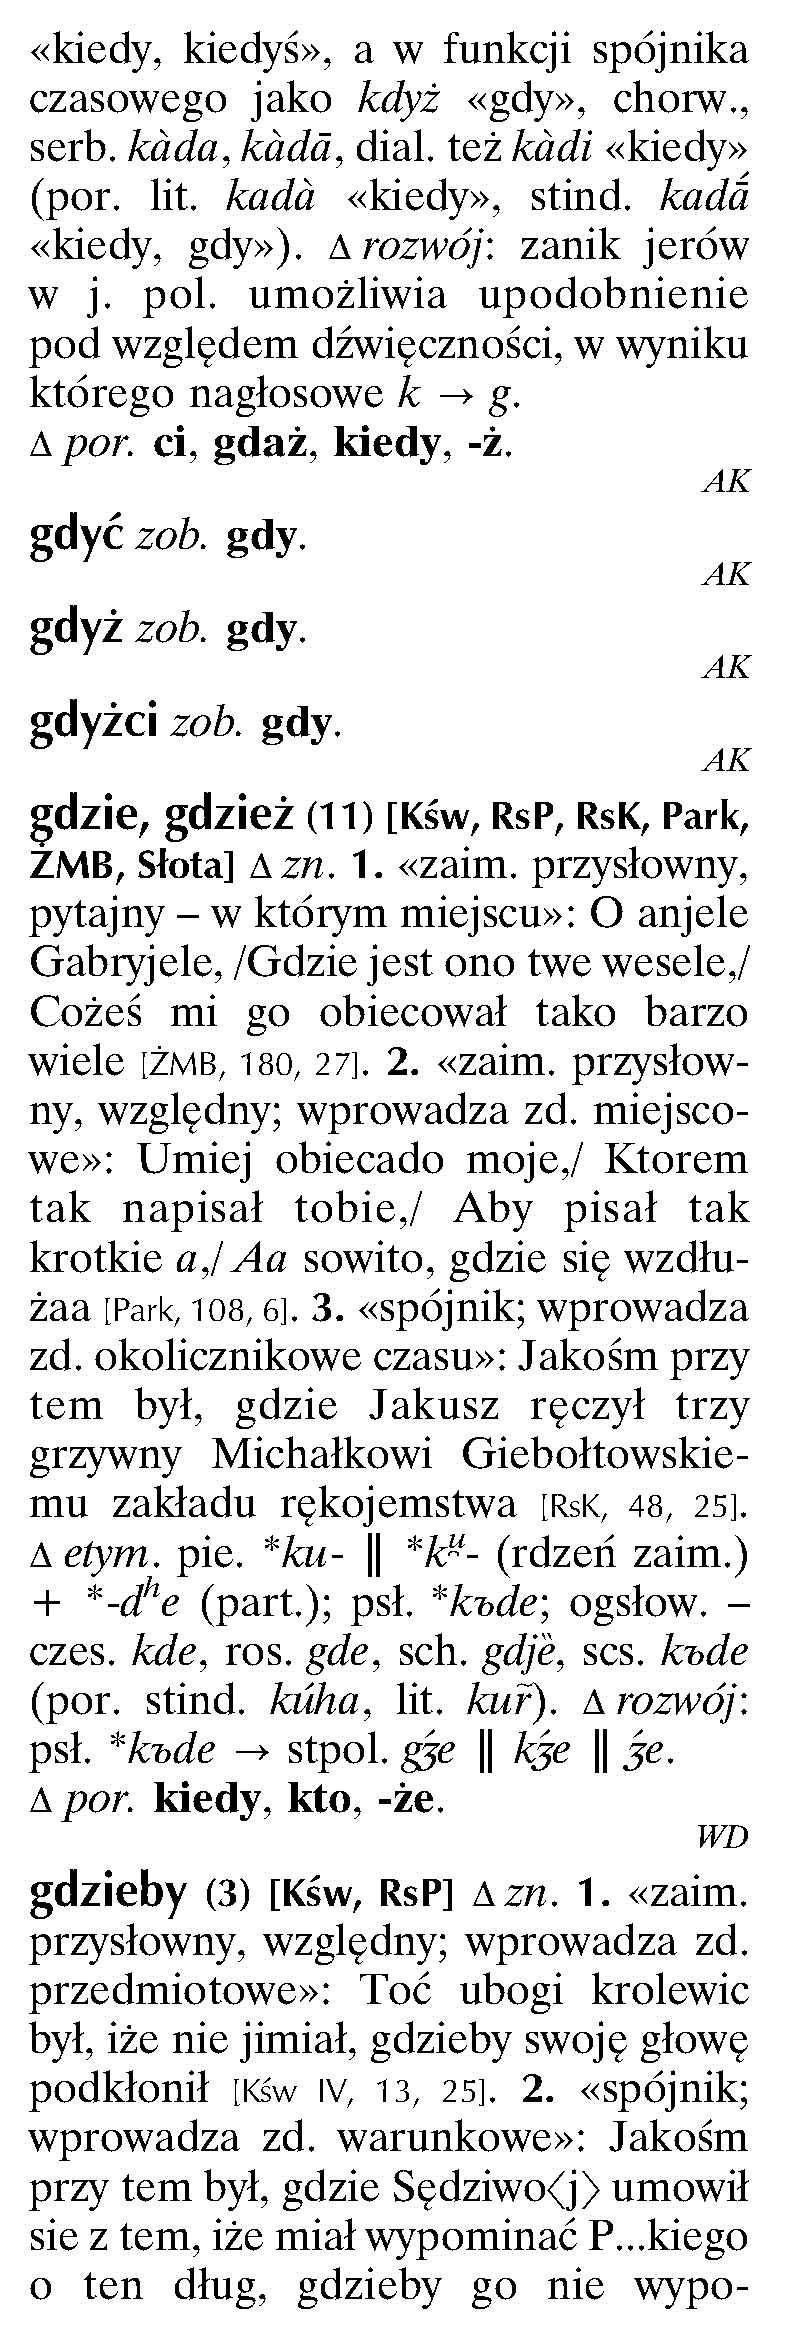 «kiedy, kiedyś», a w funkcji spójnika
czasowego jako kdyż «gdy», chorw.,
serb. kàda, kàdā, dial. też kàdi «kiedy»
(por. lit. kadà «kiedy», stind. kadā́
«kiedy, gdy»). Δ rozwój: zanik jerów
w j. pol. umożliwia upodobnienie
pod względem dźwięczności, w wyniku
którego nagłosowe k → g.
Δ por. ci, gdaż, kiedy, -ż.
AK
gdyć zob. gdy.
AK
gdyż zob. gdy.
AK
gdyżci zob. gdy.
AK
gdzie, gdzież (11) [Kśw, RsP, RsK, Park,
ŻMB, Słota] Δ zn. 1. «zaim. przysłowny,
pytajny – w którym miejscu»: O anjele
Gabryjele, /Gdzie jest ono twe wesele,/
Cożeś mi go obiecował tako barzo
wiele [ŻMB, 180, 27]. 2. «zaim. przysłow-
ny, względny; wprowadza zd. miejsco-
we»: Umiej obiecado moje,/ Ktorem
tak napisał tobie,/ Aby pisał tak
krotkie a,/ Aa sowito, gdzie się wzdłu-
żaa [Park, 108, 6]. 3. «spójnik; wprowadza
zd. okolicznikowe czasu»: Jakośm przy
tem był, gdzie Jakusz ręczył trzy
grzywny Michałkowi Giebołtowskie-
mu zakładu rękojemstwa [RsK, 48, 25].
Δ etym. pie. *ku- ‖ *ku̯- (rdzeń zaim.)
+ *-dʰe (part.); psł. *kъde; ogsłow. –
czes. kde, ros. gde, sch. gdjȅ, scs. kъde
(por. stind. kúha, lit. kur̃). Δ rozwój:
psł. *kъde → stpol. gʒ́e ‖ kʒ́e ‖ ʒ́e.
Δ por. kiedy, kto, -że.
WD
gdzieby (3) [Kśw, RsP] Δ zn. 1. «zaim.
przysłowny, względny; wprowadza zd.
przedmiotowe»: Toć ubogi krolewic
był, iże nie jimiał, gdzieby swoję głowę
podkłonił [Kśw IV, 13, 25]. 2. «spójnik;
wprowadza zd. warunkowe»: Jakośm
przy tem był, gdzie Sędziwo⟨j⟩ umowił
sie z tem, iże miał wypominać P...kiego
o ten dług, gdzieby go nie wypo-